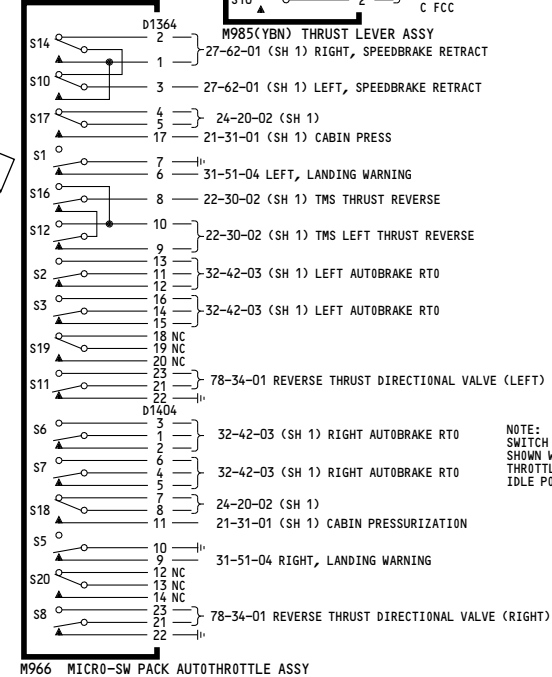 S16 2 C FCC
M985(YBN) THRUST LEVER ASSY
D1364
S14 2
1 27-62-01 (SH 1) RIGHT, SPEEDBRAKE RETRACT
S10 3 27-62-01 (SH 1) LEFT, SPEEDBRAKE RETRACT
S17 4
5 24-20-02 (SH 1)
17 21-31-01 (SH 1) CABIN PRESS
S1 7
6 31-51-04 LEFT, LANDING WARNING
S16 8 22-30-02 (SH 1) TMS THRUST REVERSE
S12 10
9 22-30-02 (SH 1) TMS LEFT THRUST REVERSE
13
S2 11 32-42-03 (SH 1) LEFT AUTOBRAKE RTO
12
16
S3 14 32-42-03 (SH 1) LEFT AUTOBRAKE RTO
15
18 NC
S19 19 NC
20 NC
23
S11 21 78-34-01 REVERSE THRUST DIRECTIONAL VALVE (LEFT)
22
D1404
3
S6 1 32-42-03 (SH 1) RIGHT AUTOBRAKE RTO
2
6
S7 4 32-42-03 (SH 1) RIGHT AUTOBRAKE RTO
5
7
S18 8 24-20-02 (SH 1)
11 21-31-01 (SH 1) CABIN PRESSURIZATION
S5 10
9 31-51-04 RIGHT, LANDING WARNING
12 NC
S20 13 NC
14 NC
23
S8 21 78-34-01 REVERSE THRUST DIRECTIONAL VALVE (RIGHT)
22
M966 MICRO-SW PACK AUTOTHROTTLE ASSY
NOTE:
SWITCH
SHOWN W
THROTTL
IDLE PO